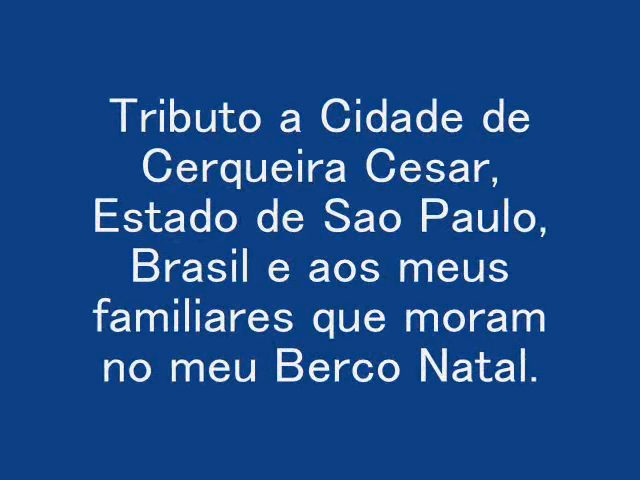 Tributo a Cidade de
Cerqueira Cesar,
Estado de Sao Paulo,
Brasil e aos meus
familiares que moram
no meu Berco Natal.